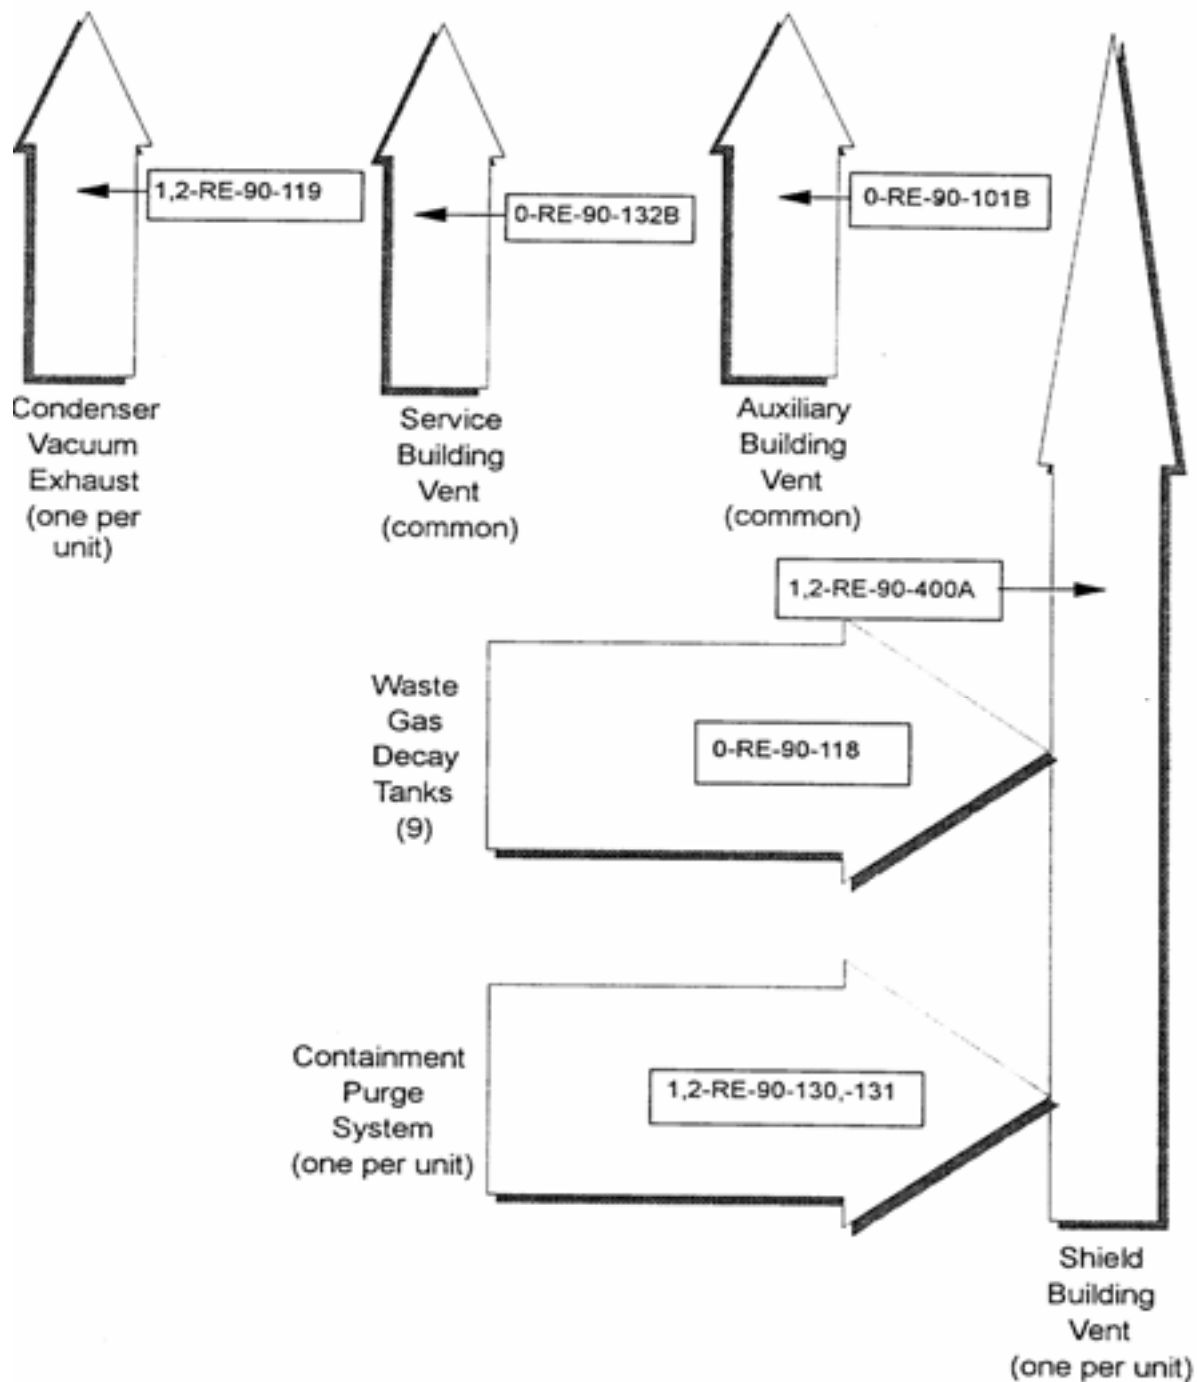 1,2-RE-90-119
0-RE-90-132B
0-RE-90-101B
Condenser
Vacuum
Exhaust
(one per
unit)
Service
Building
Vent
(common)
Auxiliary
Building
Vent
(common)
1,2-RE-90-400A
Waste
Gas
Decay
Tanks
(9)
0-RE-90-118
Containment
Purge
System
(one per unit)
1,2-RE-90-130,-131
Shield
Building
Vent
(one per unit)